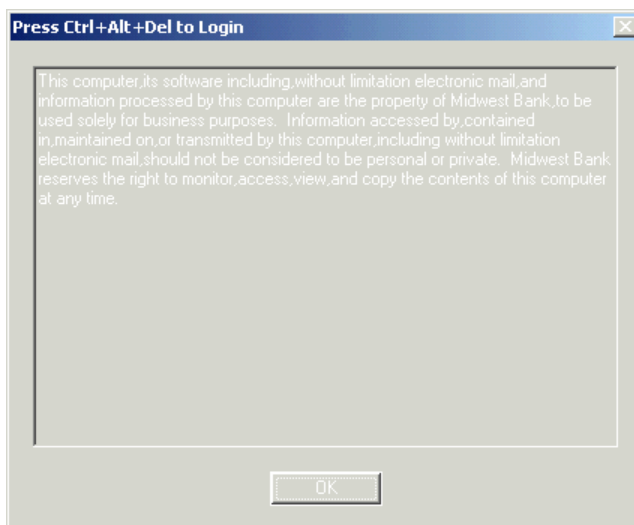 Press Ctrl+Alt+Del to Login
This computer,its software including,without limitation electronic mail,and
information processed by this computer are the property of Midwest Bank,to be
used solely for business purposes.  Information accessed by,contained
in,maintained on,or transmitted by this computer,including without limitation
electronic mail,should not be considered to be personal or private.  Midwest Bank
reserves the right to monitor,access,view,and copy the contents of this computer
at any time.
OK